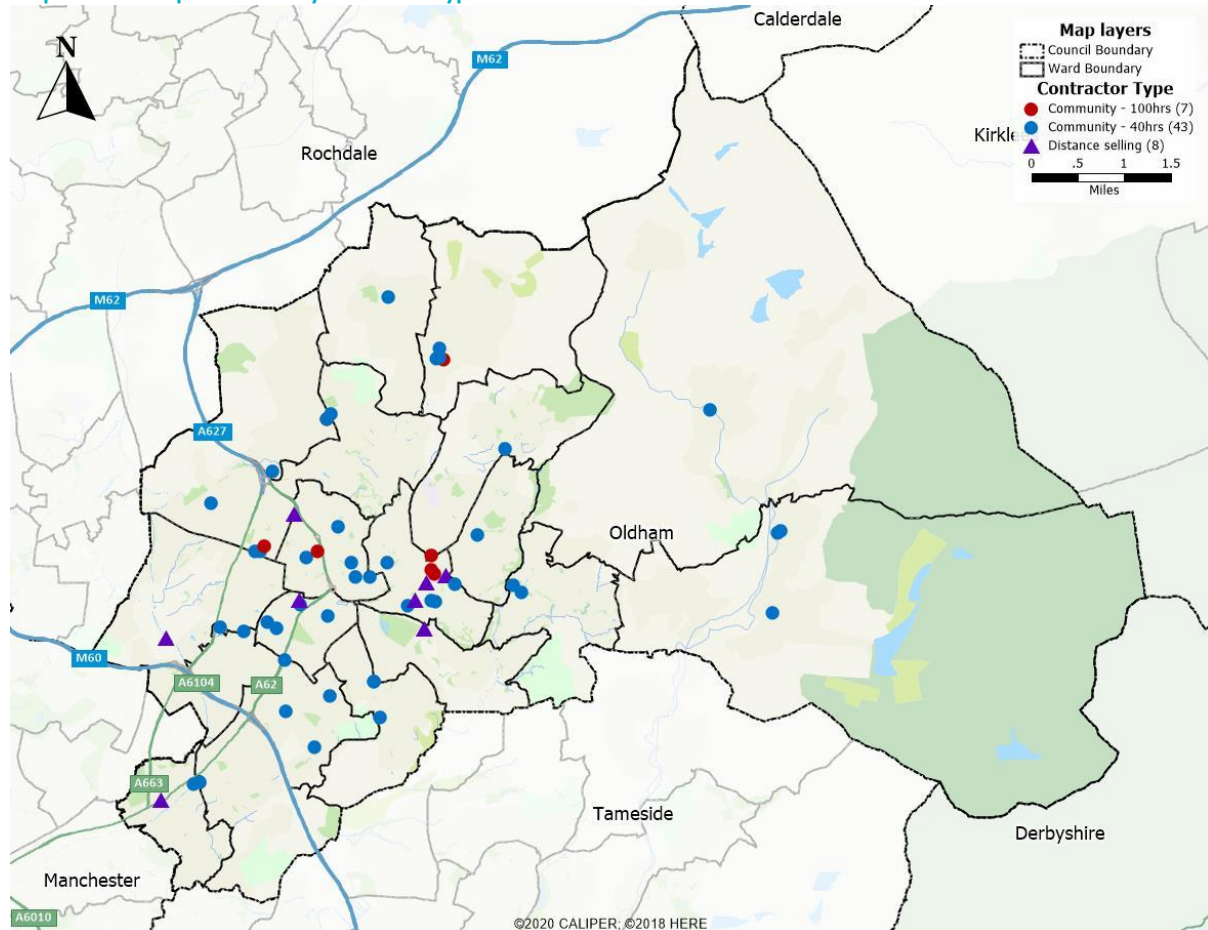 Calderdale
N
M62
Map layers
Council Boundary
Ward Boundary
Contractor Type
Community - 100hrs (7)
Community - 40hrs (43)
Distance selling (8)
0 .5 1 1.5
Miles
Rochdale
M62
A627
Oldham
M60
A6104
A62
A663
Tameside
Derbyshire
Manchester
A6010
©2020 CALIPER; ©2018 HERE